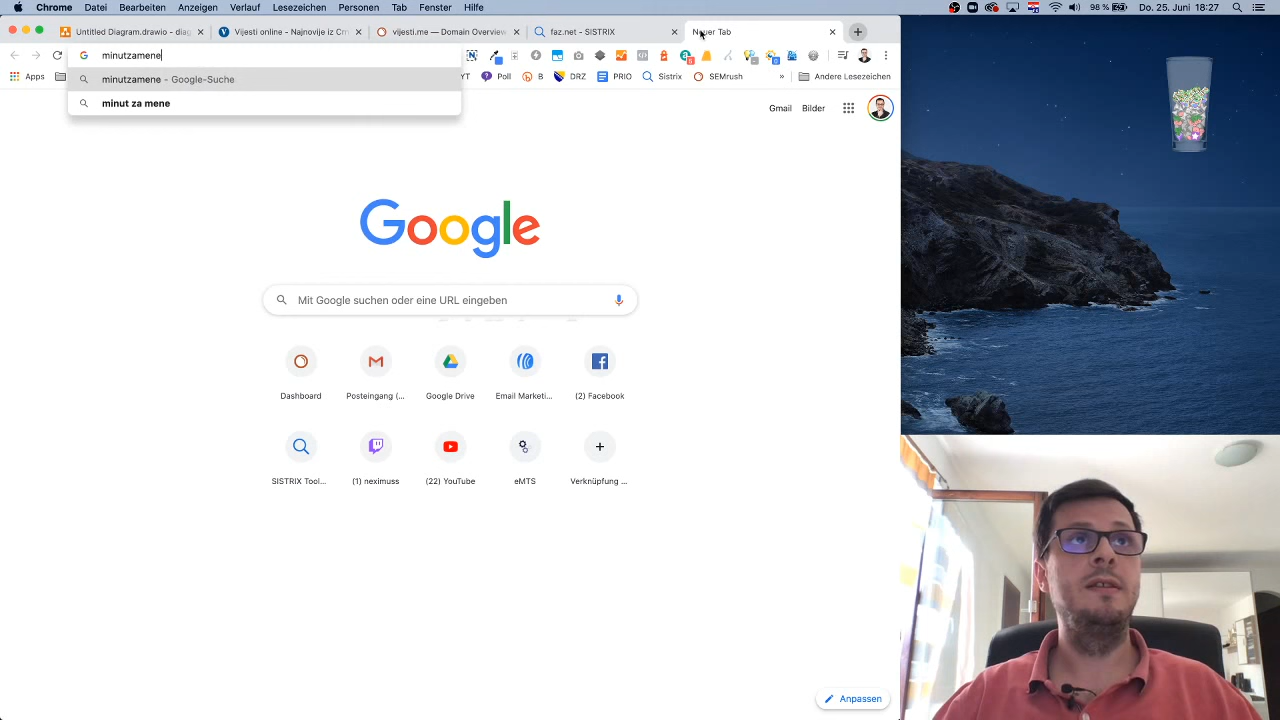 Chrome Datei Bearbeiten Anzeigen Verlauf Lesezeichen Personen Tab Fenster Hilfe 98 % Do 25. Juni 18:27
Untitled Diagram.drawio - diag Vijesti online - Najnovije iz Crn vijesti.me — Domain Overview faz.net - SISTRIX Neuer Tab
minutzamene
minutzamene - Google-Suche
minut za mene
Apps YT Poll B DRZ PRIO Sistrix SEMrush » Andere Lesezeichen
Gmail Bilder
Google
Mit Google suchen oder eine URL eingeben
Dashboard Posteingang (... Google Drive Email Marketi... (2) Facebook
SISTRIX Tool... (1) neximuss (22) YouTube eMTS Verknüpfung ...
Anpassen